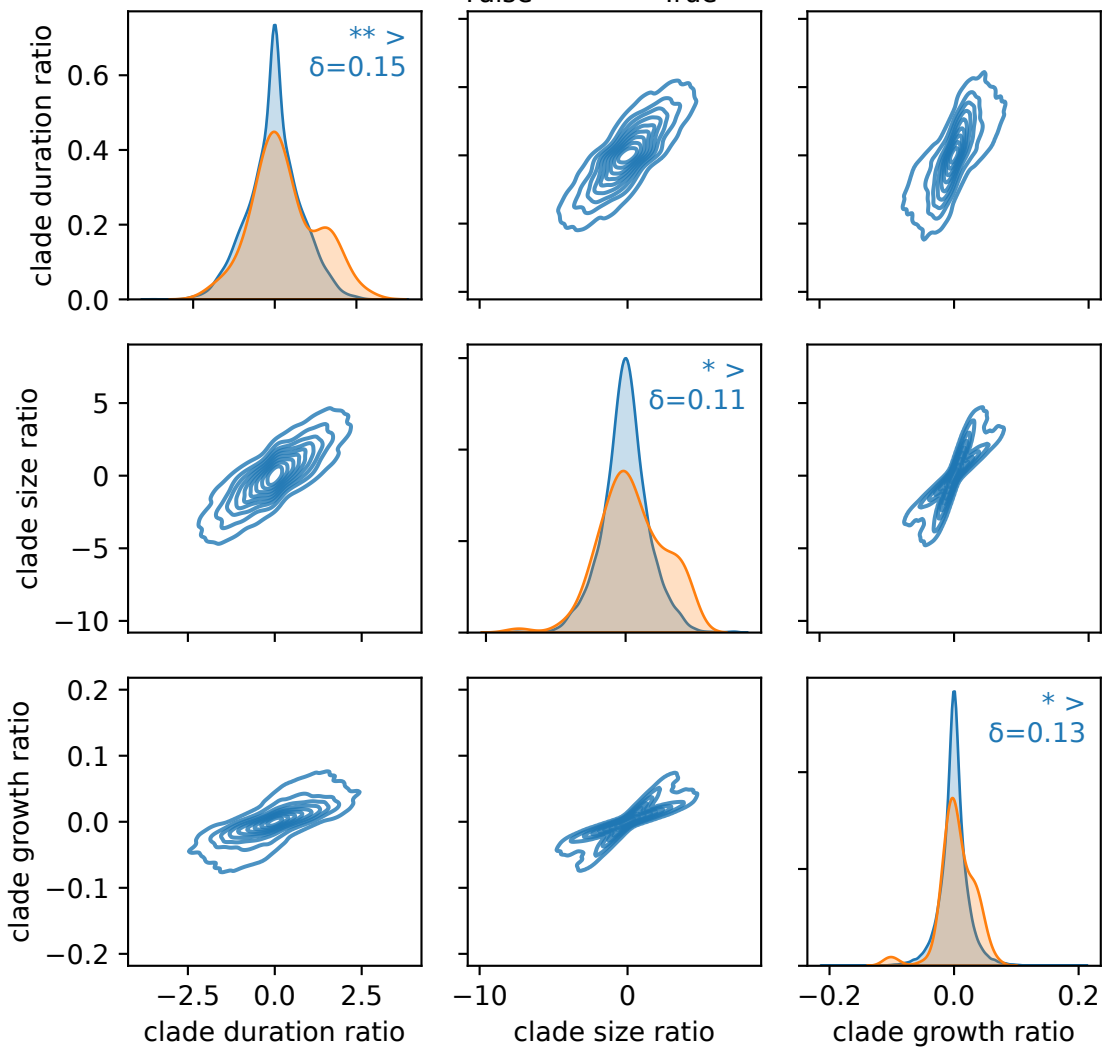 True
clade duration ratio
0.6
0.4
0.2
0.0
** >
δ=0.15
clade size ratio
5
0
−5
−10
* >
δ=0.11
clade growth ratio
0.2
0.1
0.0
−0.1
−0.2
* >
δ=0.13
−2.5
0.0
2.5
−10
0
−0.2
0.0
0.2
clade duration ratio
clade size ratio
clade growth ratio